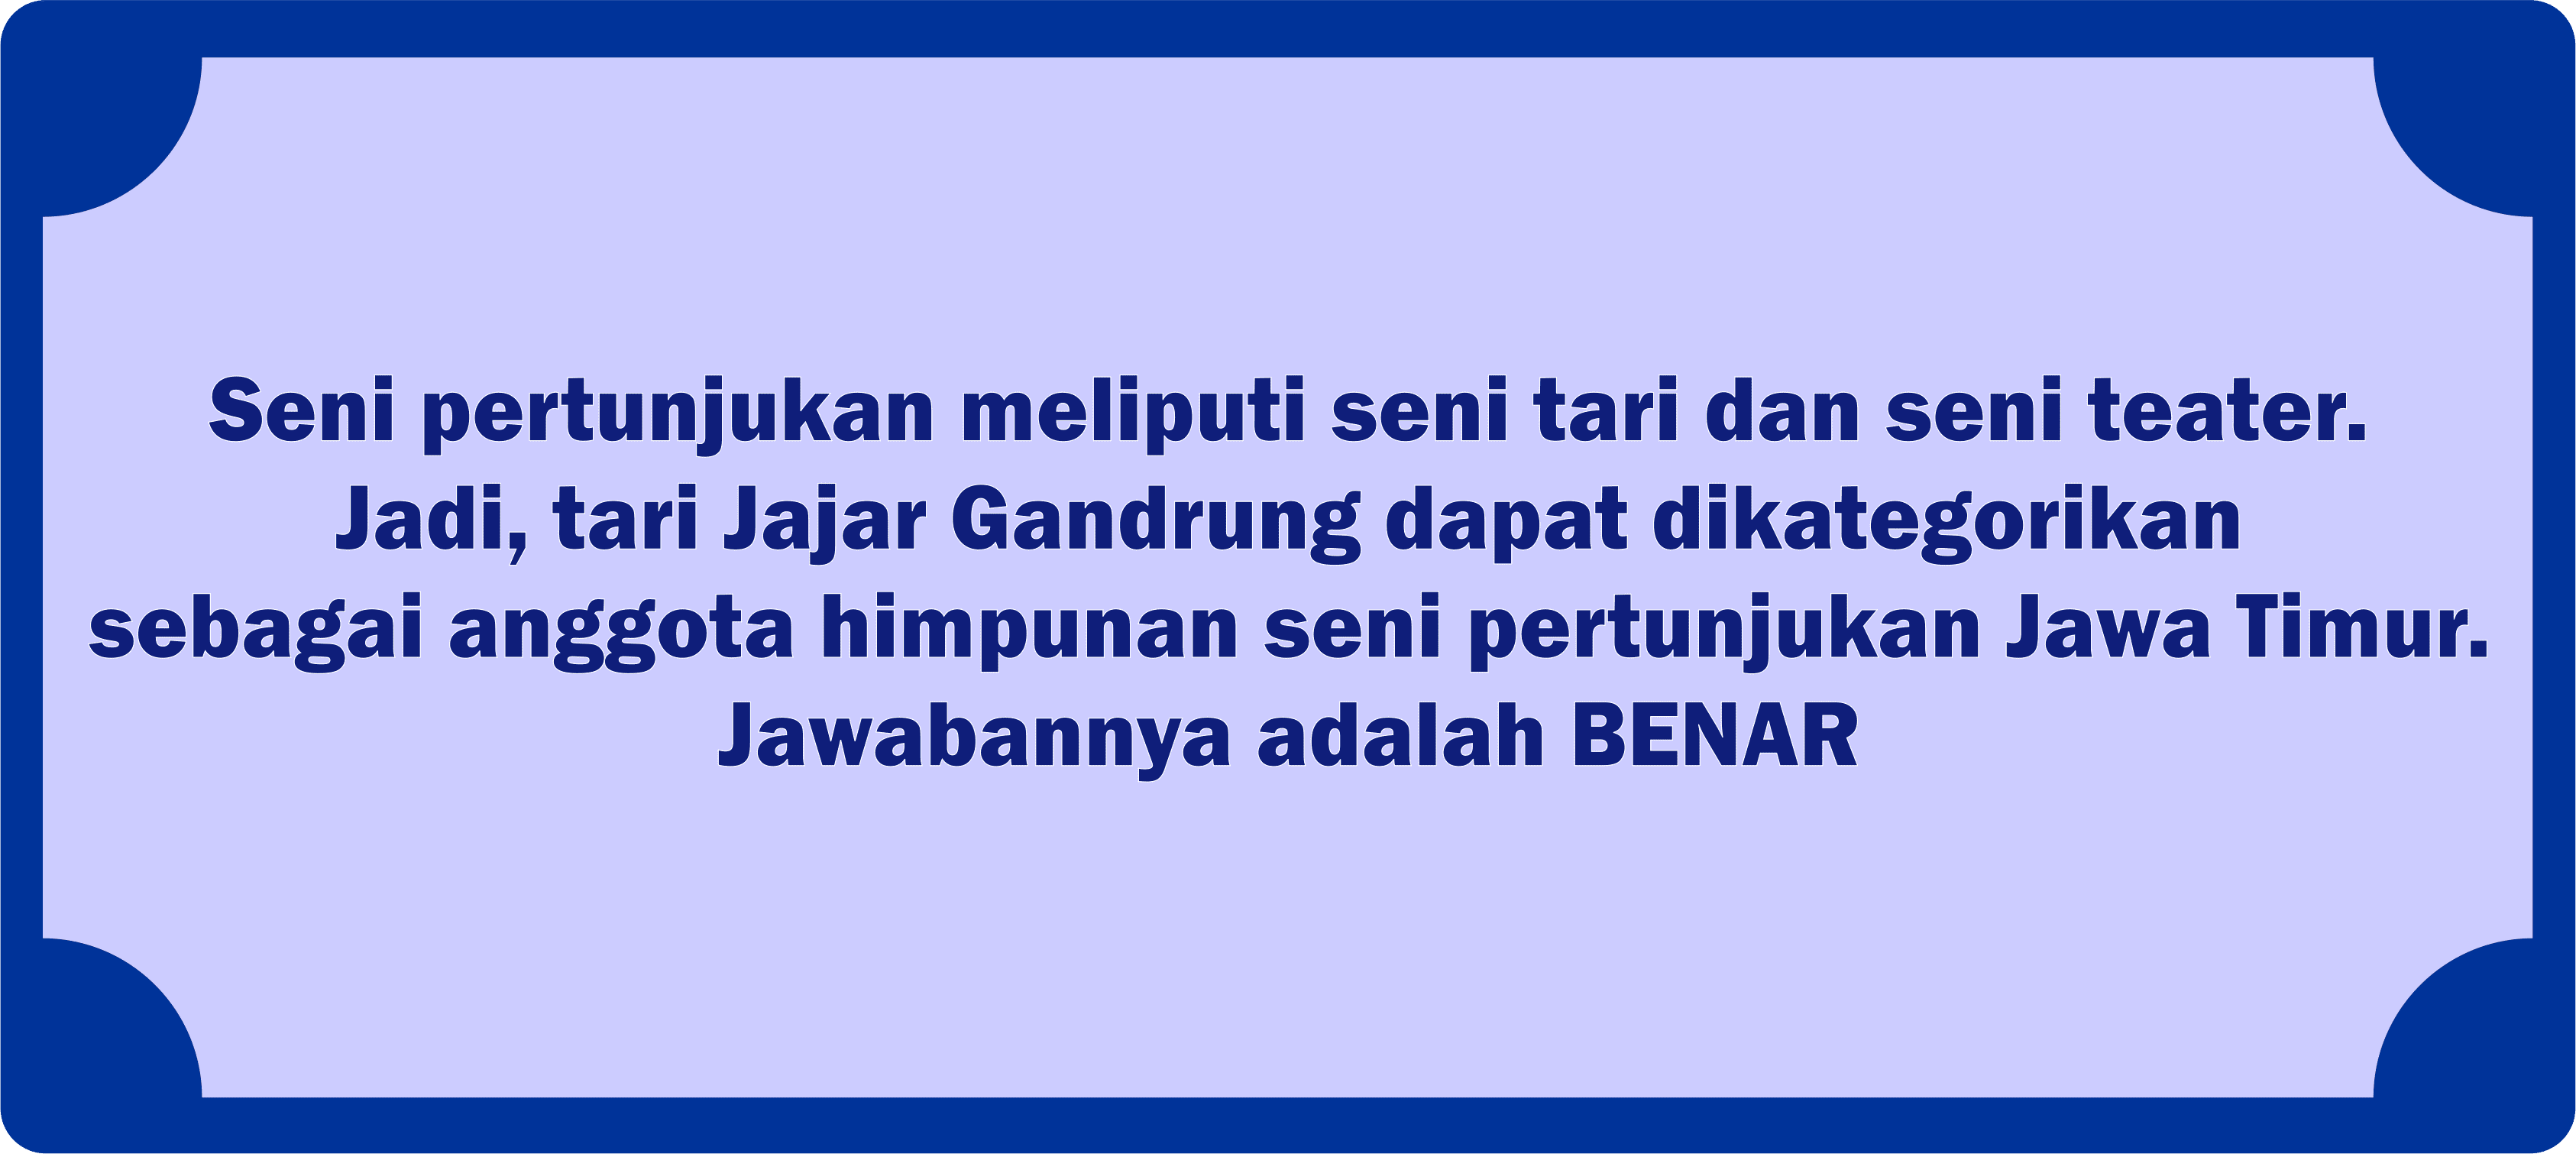 Seni pertunjukan meliputi seni tari dan seni teater.
Jadi, tari Jajar Gandrung dapat dikategorikan
sebagai anggota himpunan seni pertunjukan Jawa Timur.
Jawabannya adalah BENAR